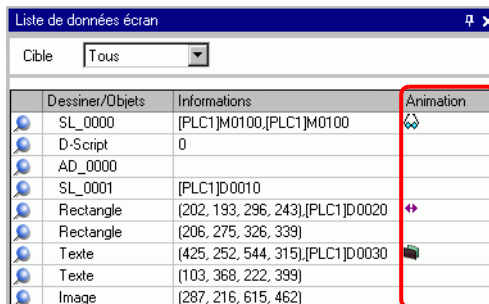 Liste de données écran
Cible Tous
Dessiner/Objets Informations Animation
SL_0000 [PLC1]M0100,[PLC1]M0100
D-Script 0
AD_0000
SL_0001 [PLC1]D0010
Rectangle (202, 193, 296, 243),[PLC1]D0020
Rectangle (206, 275, 326, 339)
Texte (425, 252, 544, 315),[PLC1]D0030
Texte (103, 368, 222, 399)
Image (287, 216, 615, 462)